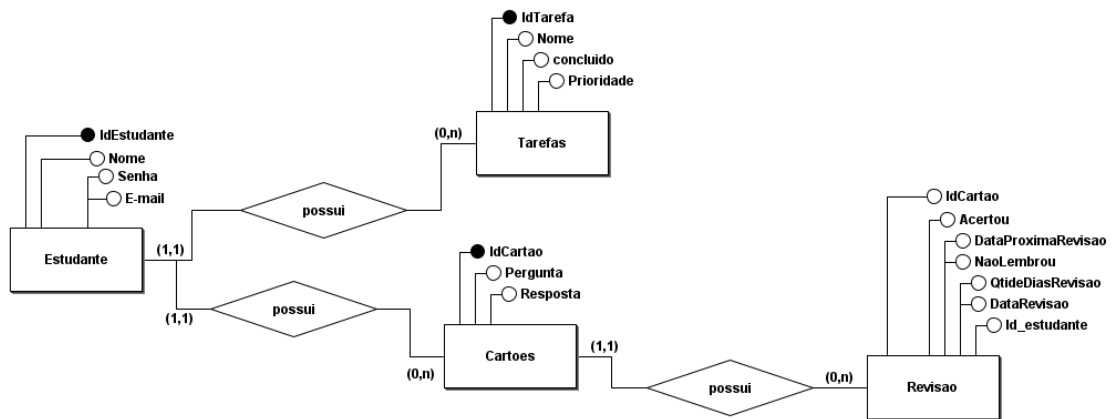 IdTarefa
Nome
concluido
Prioridade
(0,n)
Tarefas
IdEstudante
Nome
Senha
E-mail
possui
(1,1)
Estudante
IdCartao
Pergunta
Resposta
possui
(1,1)
(0,n)
Cartoes
(1,1)
IdCartao
Acertou
DataProximaRevisao
NaoLembrou
QtideDiasRevisao
DataRevisao
Id_estudante
possui
(0,n)
Revisao